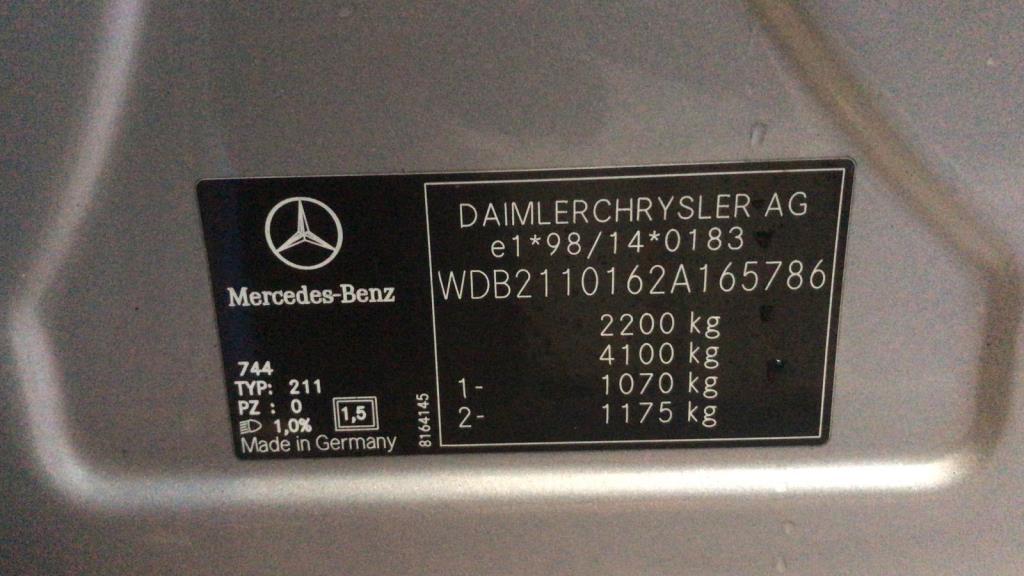 Mercedes-Benz
744
TYP: 211
PZ : 0
1,0%
1,5
Made in Germany
8164145
DAIMLERCHRYSLER AG
e1*98/14*0183
WDB2110162A165786
2200 kg
4100 kg
1- 1070 kg
2- 1175 kg